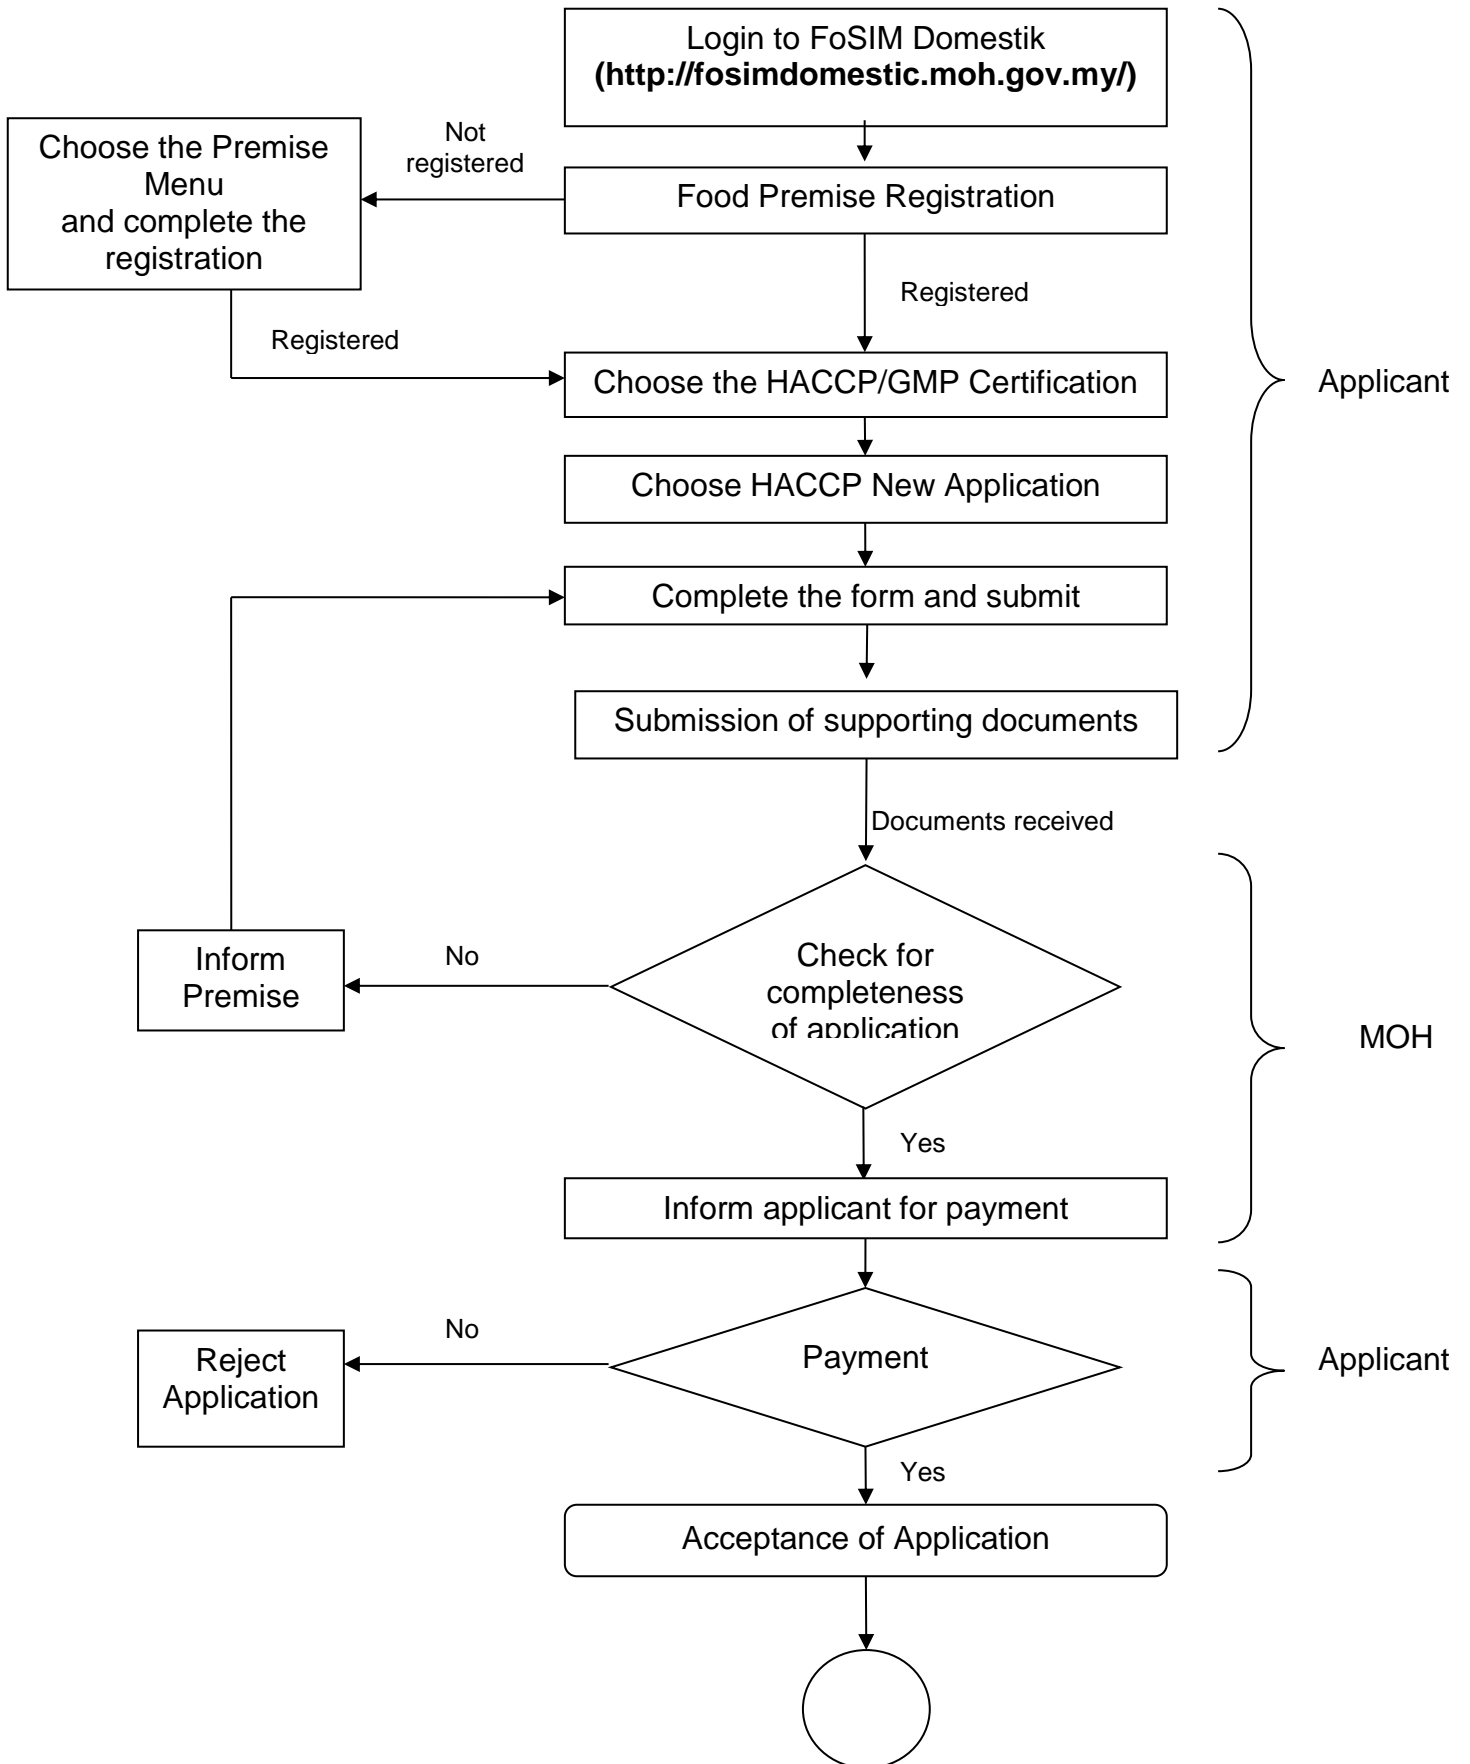 Login to FoSIM Domestik
(http://fosimdomestic.moh.gov.my/)
Not
registered
Choose the Premise
Menu
and complete the
registration
Food Premise Registration
Registered
Registered
Choose the HACCP/GMP Certification
Applicant
Choose HACCP New Application
Complete the form and submit
Submission of supporting documents
Documents received
Check for
completeness
of application
No
Inform
Premise
MOH
Yes
Inform applicant for payment
No
Payment
Reject
Application
Applicant
Yes
Acceptance of Application